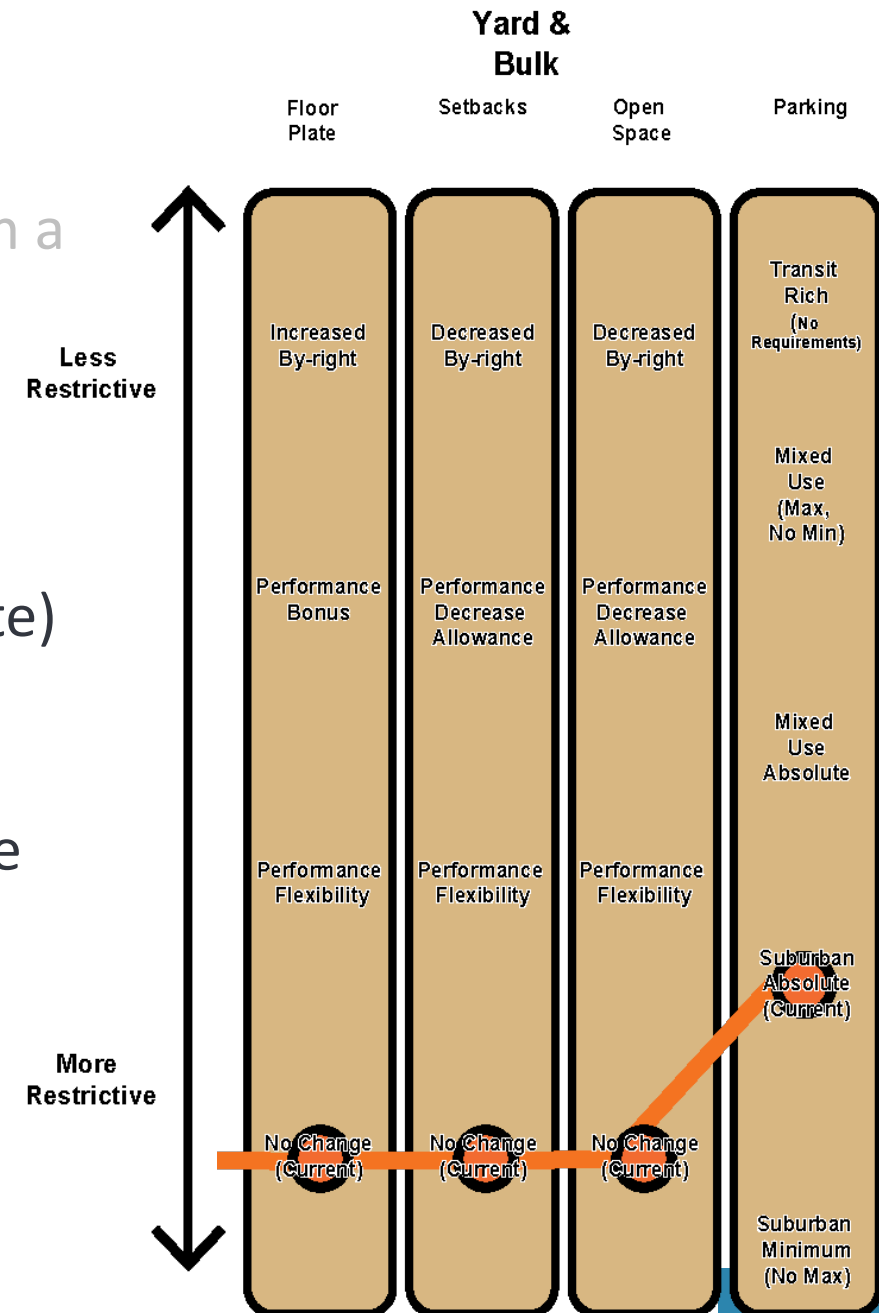 Yard &
Bulk
Floor
Plate
Setbacks
Open
Space
Parking
n a
te)
e
Less
Restrictive
More
Restrictive
Increased
By-right
Performance
Bonus
Performance
Flexibility
No Change
(Current)
Decreased
By-right
Performance
Decrease
Allowance
Performance
Flexibility
No Change
(Current)
Decreased
By-right
Performance
Decrease
Allowance
Performance
Flexibility
No Change
(Current)
Transit
Rich
(No
Requirements)
Mixed
Use
(Max,
No Min)
Mixed
Use
Absolute
Suburban
Absolute
(Current)
Suburban
Minimum
(No Max)